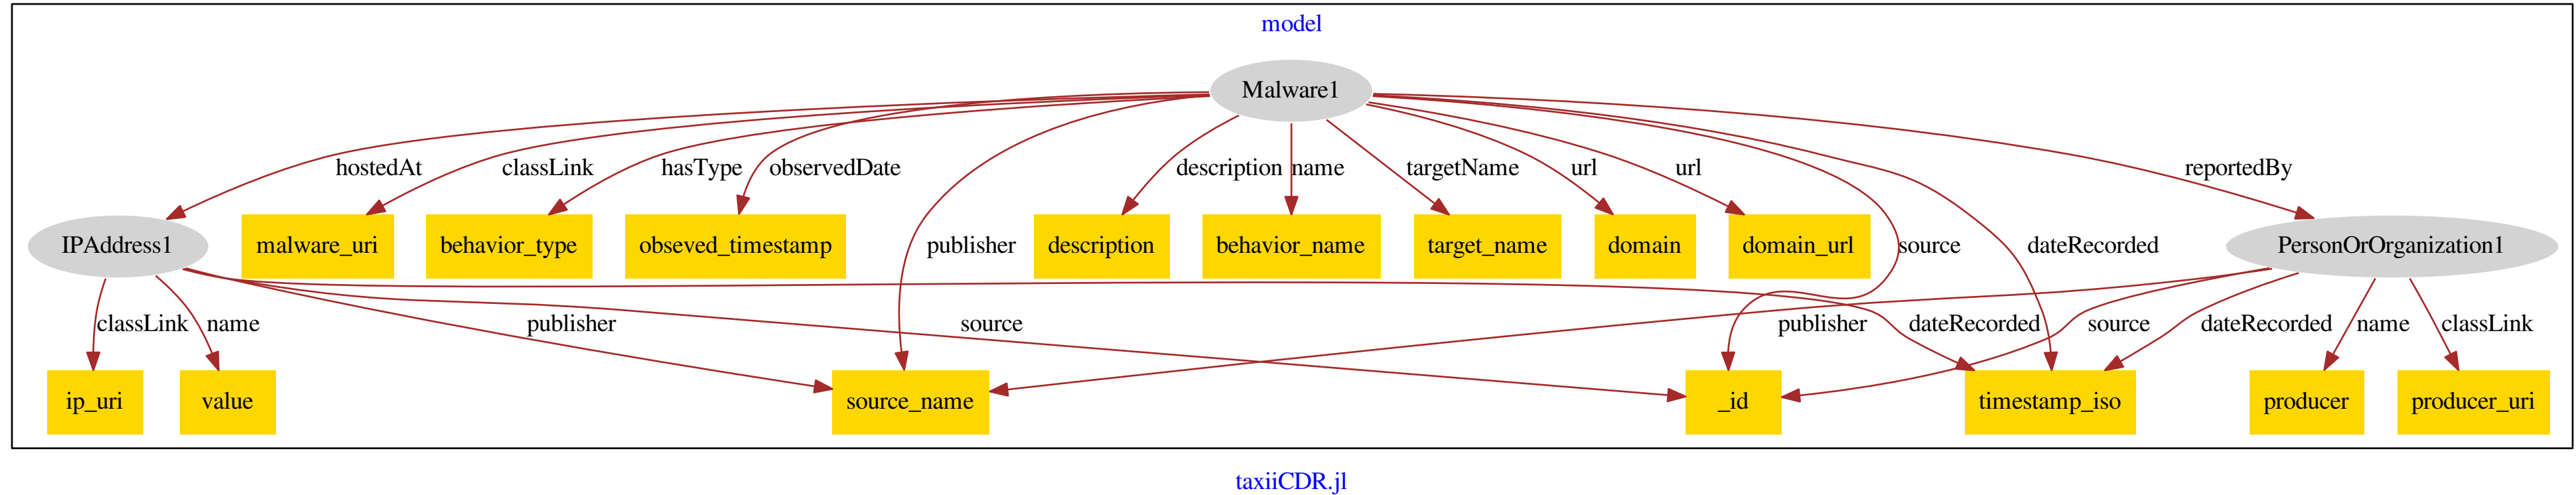 model
Malware1
hostedAt
classLink
hasType
observedDate
description
name
targetName
url
url
reportedBy
IPAddress1
malware_uri
behavior_type
obseved_timestamp
publisher
description
behavior_name
target_name
domain
domain_url
source
dateRecorded
PersonOrOrganization1
classLink
name
publisher
source
publisher
dateRecorded
source
dateRecorded
name
classLink
ip_uri
value
source_name
_id
timestamp_iso
producer
producer_uri
taxiiCDR.jl